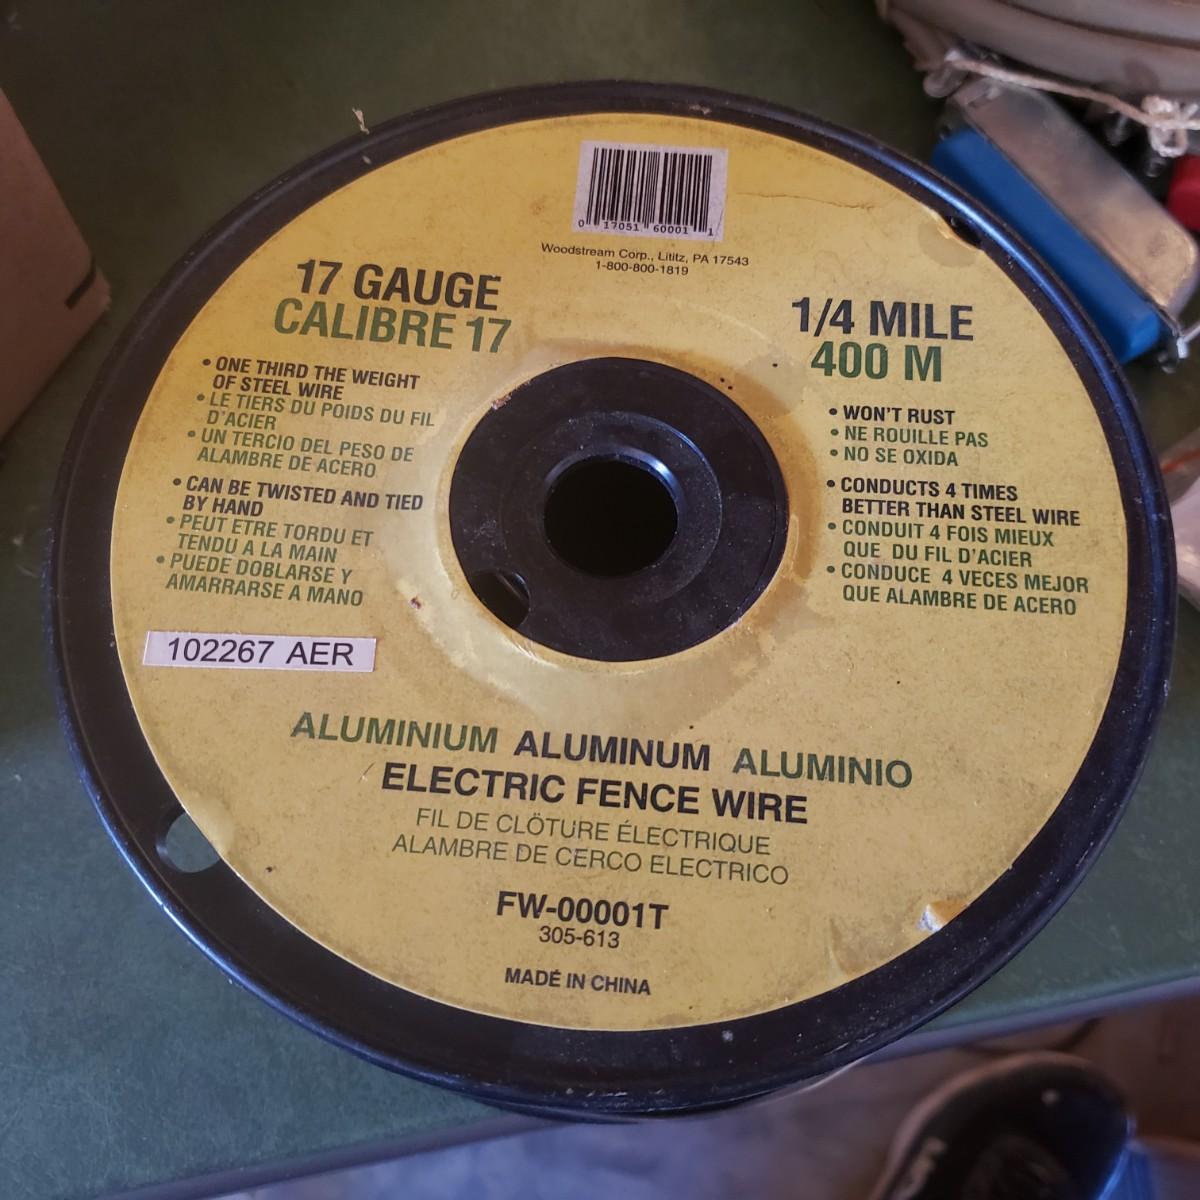 0 17051 60001 1
Woodstream Corp., Lititz, PA 17543
1-800-800-1819
17 GAUGE
CALIBRE 17
• ONE THIRD THE WEIGHT
OF STEEL WIRE
• LE TIERS DU POIDS DU FIL
D'ACIER
• UN TERCIO DEL PESO DE
ALAMBRE DE ACERO
• CAN BE TWISTED AND TIED
BY HAND
• PEUT ETRE TORDU ET
TENDU A LA MAIN
• PUEDE DOBLARSE Y
AMARRARSE A MANO
1/4 MILE
400 M
• WON'T RUST
• NE ROUILLE PAS
• NO SE OXIDA
• CONDUCTS 4 TIMES
BETTER THAN STEEL WIRE
• CONDUIT 4 FOIS MIEUX
QUE DU FIL D'ACIER
• CONDUCE 4 VECES MEJOR
QUE ALAMBRE DE ACERO
102267 AER
ALUMINIUM ALUMINUM ALUMINIO
ELECTRIC FENCE WIRE
FIL DE CLÖTURE ÉLECTRIQUE
ALAMBRE DE CERCO ELECTRICO
FW-00001T
305-613
MADE IN CHINA